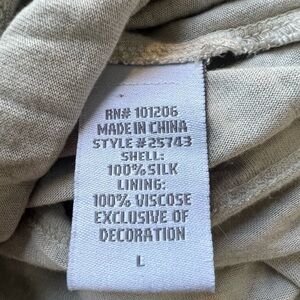 RN# 101206
MADE IN CHINA
STYLE #25743
SHELL:
100% SILK
LINING:
100% VISCOSE
EXCLUSIVE OF
DECORATION
L